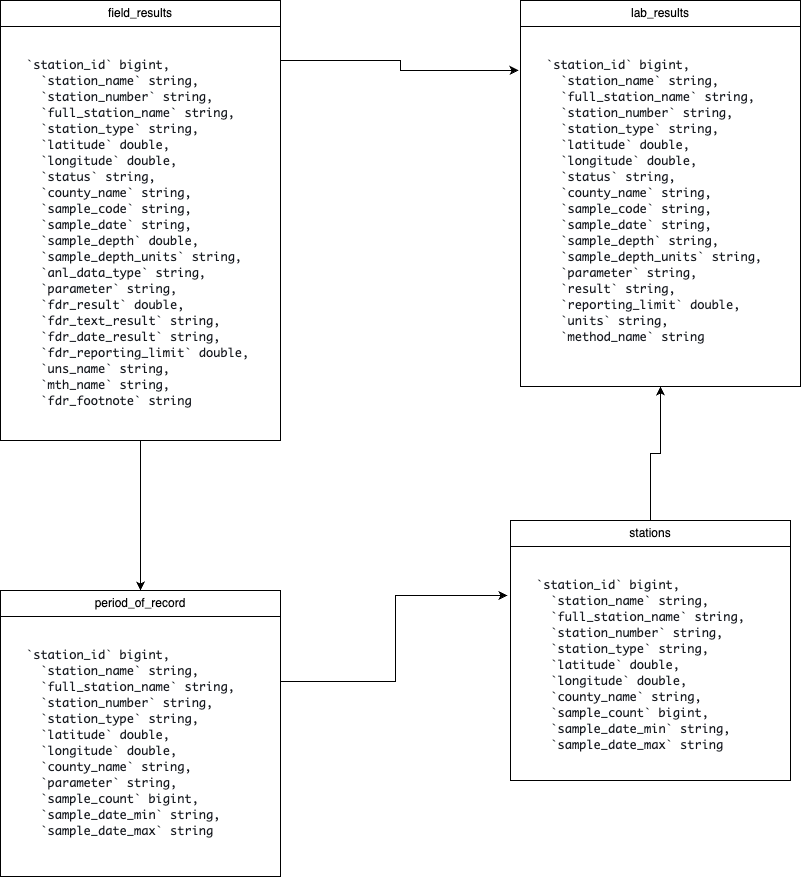 field_results
`station_id` bigint,
`station_name` string,
`station_number` string,
`full_station_name` string,
`station_type` string,
`latitude` double,
`longitude` double,
`status` string,
`county_name` string,
`sample_code` string,
`sample_date` string,
`sample_depth` double,
`sample_depth_units` string,
`anl_data_type` string,
`parameter` string,
`fdr_result` double,
`fdr_text_result` string,
`fdr_date_result` string,
`fdr_reporting_limit` double,
`uns_name` string,
`mth_name` string,
`fdr_footnote` string
lab_results
`station_id` bigint,
`station_name` string,
`full_station_name` string,
`station_number` string,
`station_type` string,
`latitude` double,
`longitude` double,
`status` string,
`county_name` string,
`sample_code` string,
`sample_date` string,
`sample_depth` string,
`sample_depth_units` string,
`parameter` string,
`result` string,
`reporting_limit` double,
`units` string,
`method_name` string
period_of_record
`station_id` bigint,
`station_name` string,
`full_station_name` string,
`station_number` string,
`station_type` string,
`latitude` double,
`longitude` double,
`county_name` string,
`parameter` string,
`sample_count` bigint,
`sample_date_min` string,
`sample_date_max` string
stations
`station_id` bigint,
`station_name` string,
`full_station_name` string,
`station_number` string,
`station_type` string,
`latitude` double,
`longitude` double,
`county_name` string,
`sample_count` bigint,
`sample_date_min` string,
`sample_date_max` string